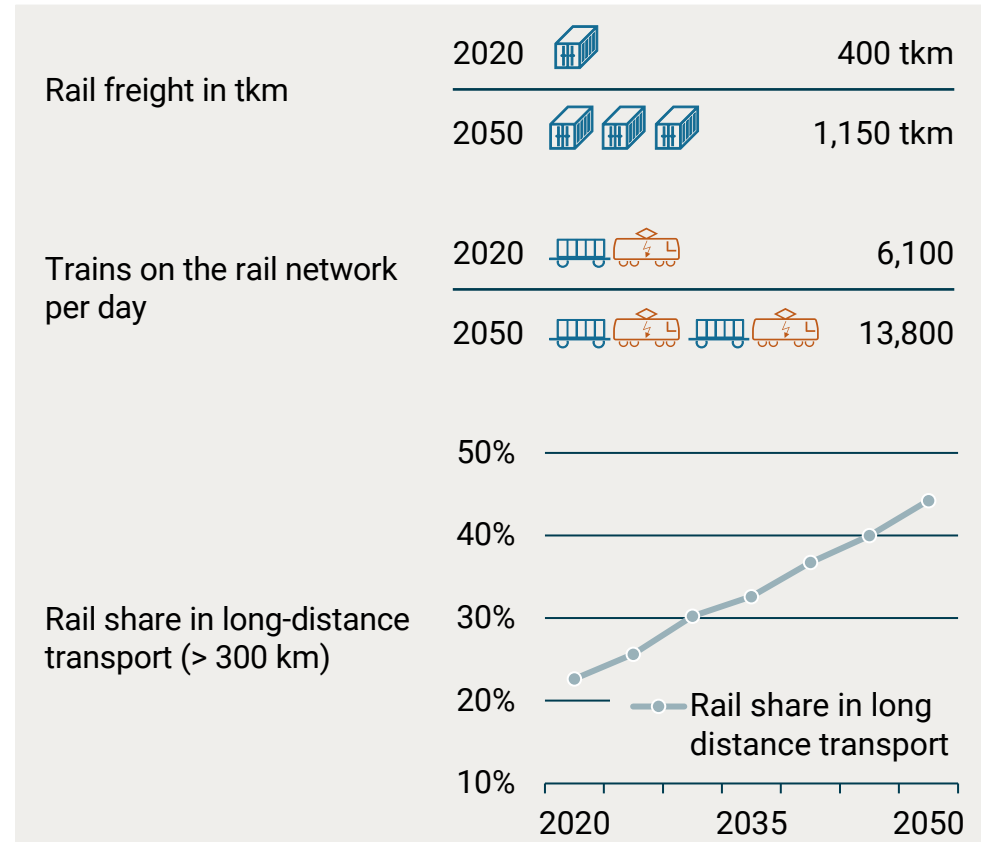 Rail freight in tkm
2020 400 tkm
2050 1,150 tkm
Trains on the rail network
per day
2020 6,100
2050 13,800
Rail share in long-distance
transport (> 300 km)
50%
40%
30%
20%
10%
Rail share in long
distance transport
2020 2035 2050